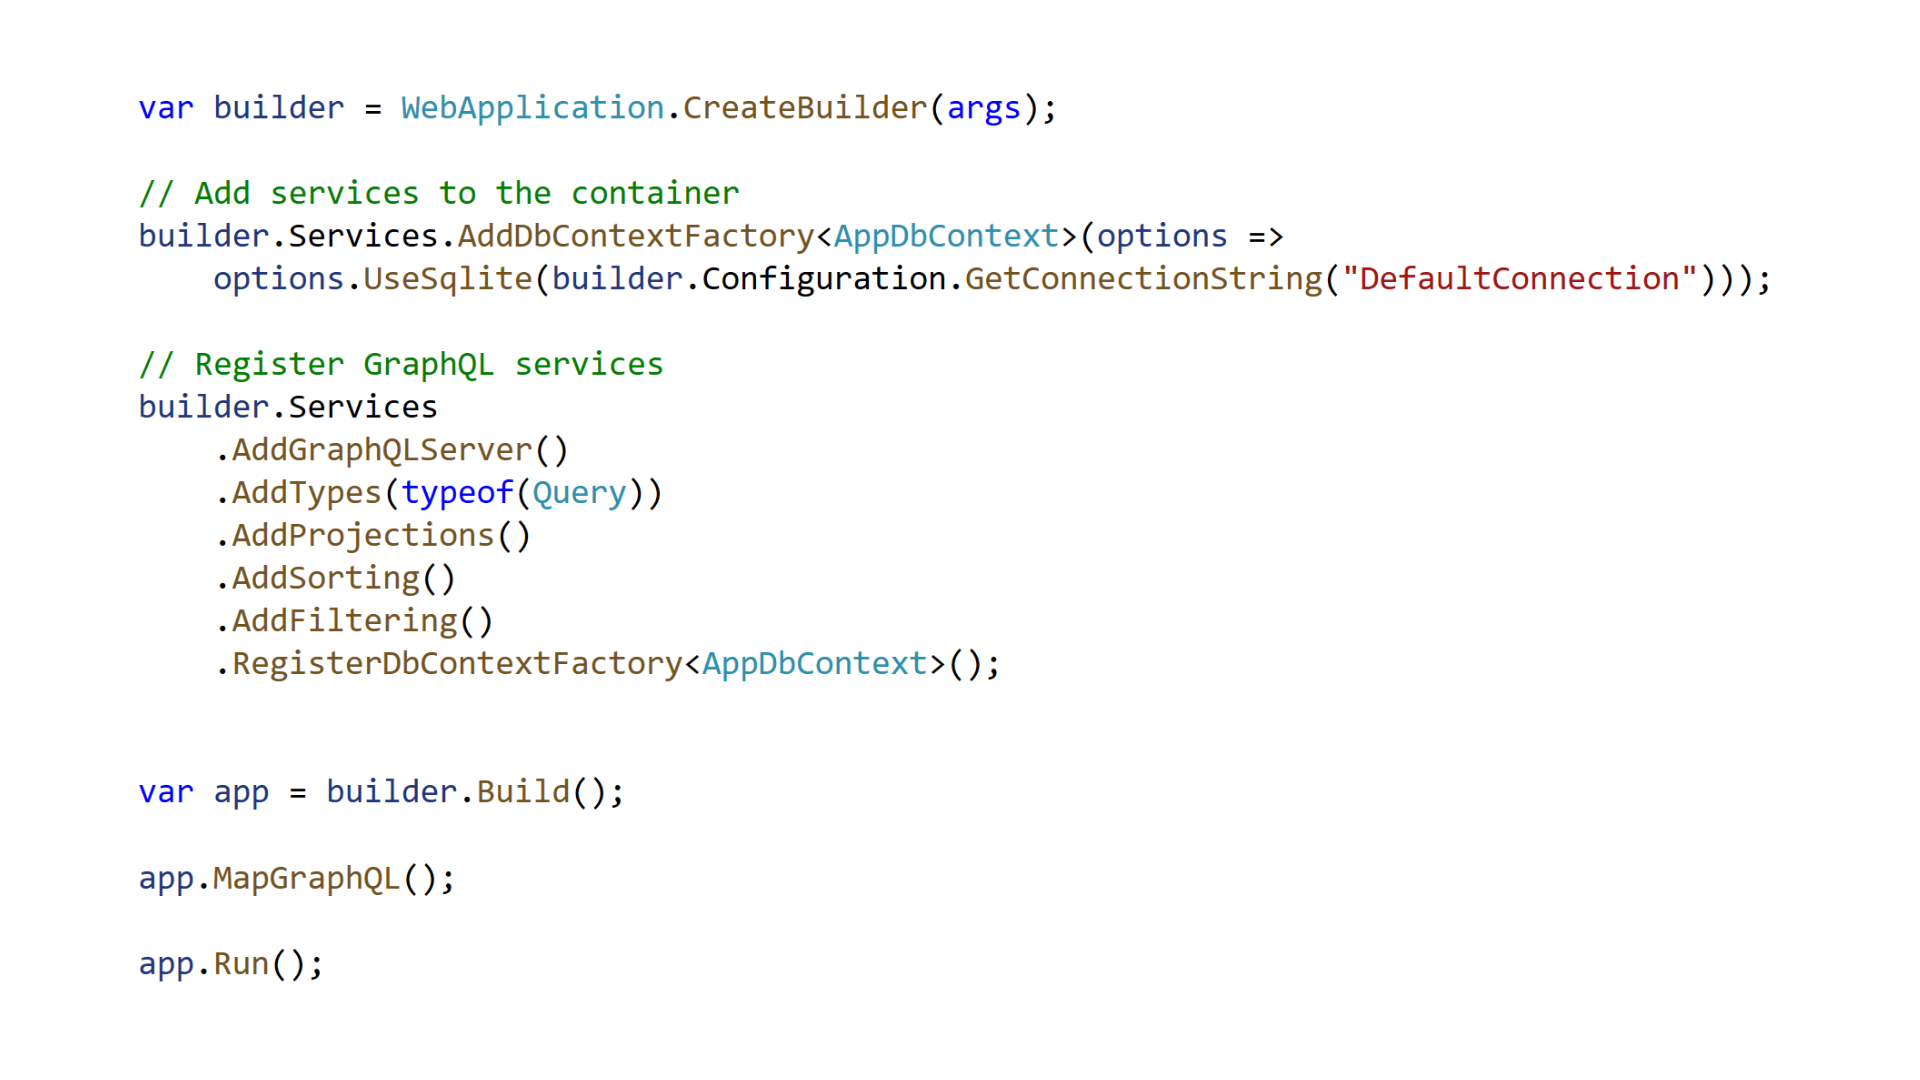 var builder = WebApplication.CreateBuilder(args);
// Add services to the container
builder.Services.AddDbContextFactory<AppDbContext>(options =>
    options.UseSqlite(builder.Configuration.GetConnectionString("DefaultConnection")));
// Register GraphQL services
builder.Services
    .AddGraphQLServer()
    .AddTypes(typeof(Query))
    .AddProjections()
    .AddSorting()
    .AddFiltering()
    .RegisterDbContextFactory<AppDbContext>();
var app = builder.Build();
app.MapGraphQL();
app.Run();